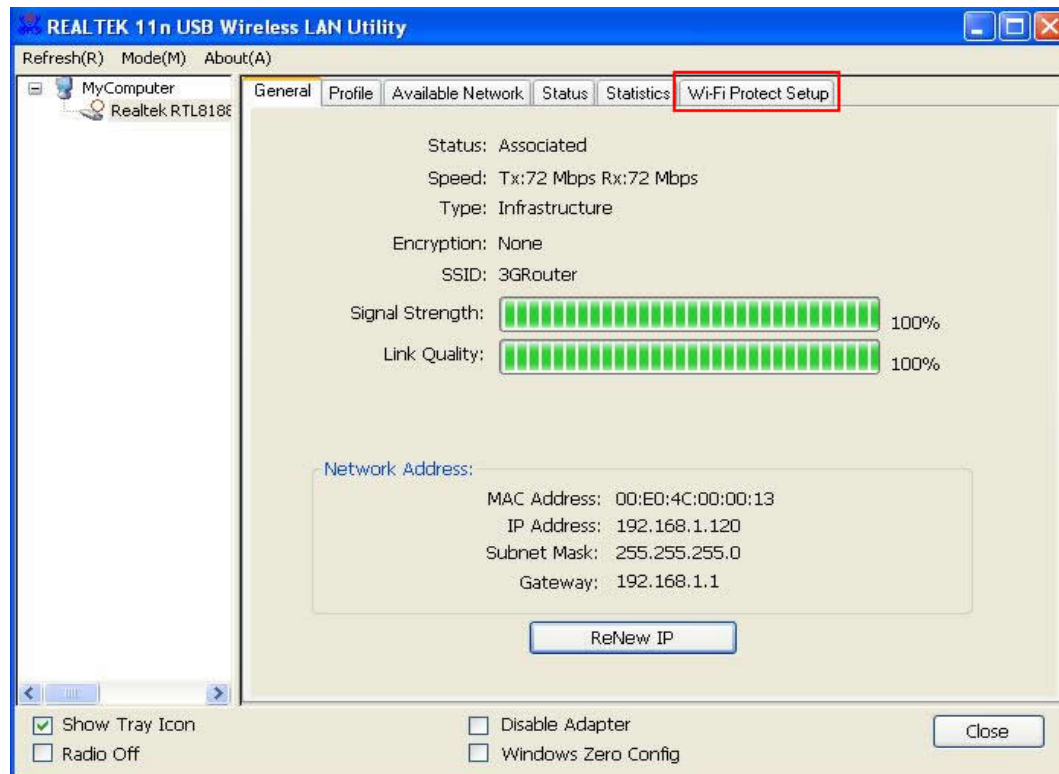 REALTEK 11n USB Wireless LAN Utility
Refresh(R) Mode(M) About(A)
MyComputer
Realtek RTL8188
General Profile Available Network Status Statistics Wi-Fi Protect Setup
Status: Associated
Speed: Tx:72 Mbps Rx:72 Mbps
Type: Infrastructure
Encryption: None
SSID: 3GRouter
Signal Strength: 100%
Link Quality: 100%
Network Address:
MAC Address: 00:E0:4C:00:00:13
IP Address: 192.168.1.120
Subnet Mask: 255.255.255.0
Gateway: 192.168.1.1
ReNew IP
Show Tray Icon Disable Adapter Close
Radio Off Windows Zero Config